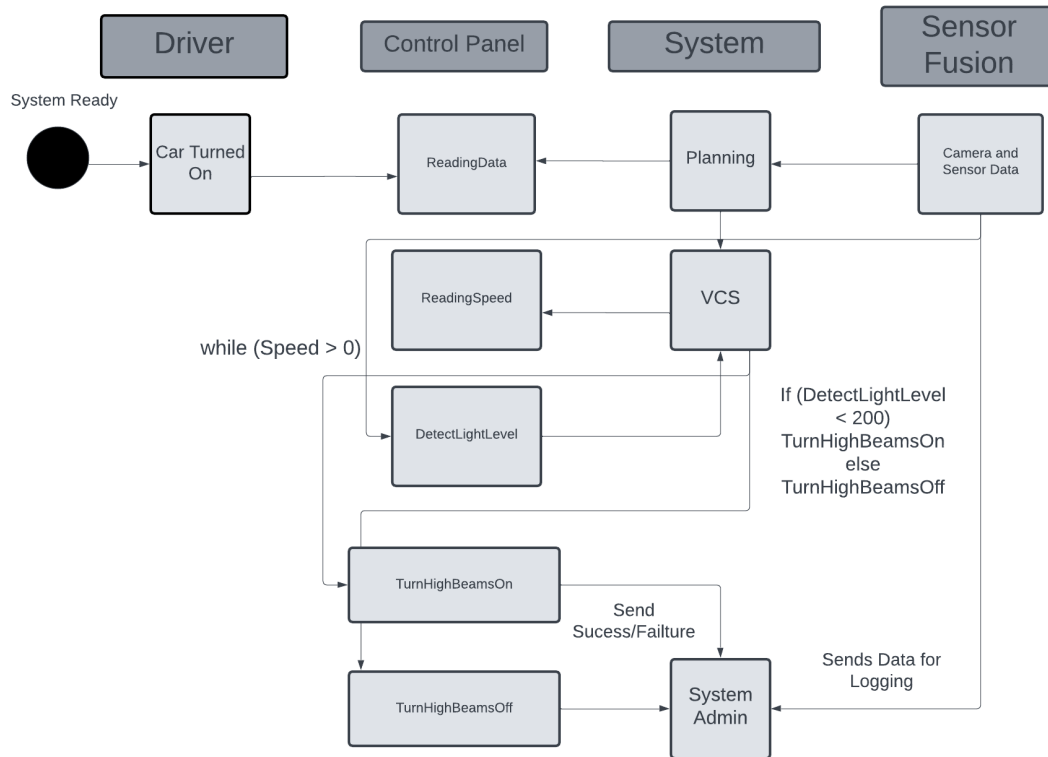 Driver
Control Panel
System
Sensor
Fusion
System Ready
Car Turned
On
ReadingData
Planning
Camera and
Sensor Data
ReadingSpeed
VCS
while (Speed > 0)
DetectLightLevel
If (DetectLightLevel
< 200)
TurnHighBeamsOn
else
TurnHighBeamsOff
TurnHighBeamsOn
Send
Sucess/Failture
Sends Data for
Logging
TurnHighBeamsOff
System
Admin